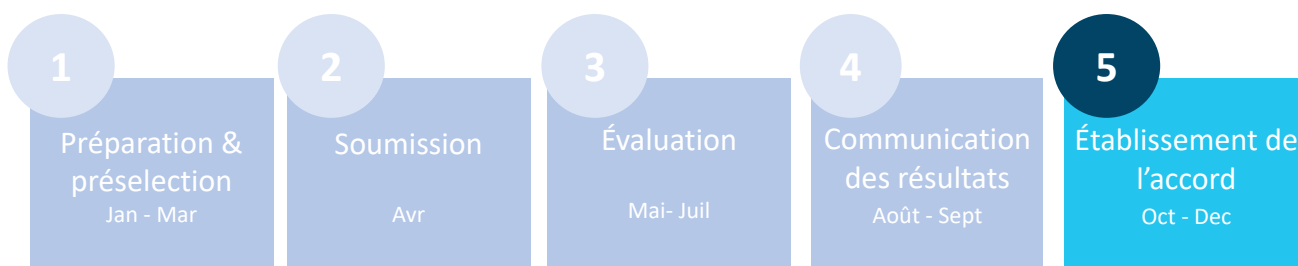 1
Préparation &
préselection
Jan - Mar
2
Soumission
Avr
3
Évaluation
Mai- Juil
4
Communication
des résultats
Août - Sept
5
Établissement de
l’accord
Oct - Dec